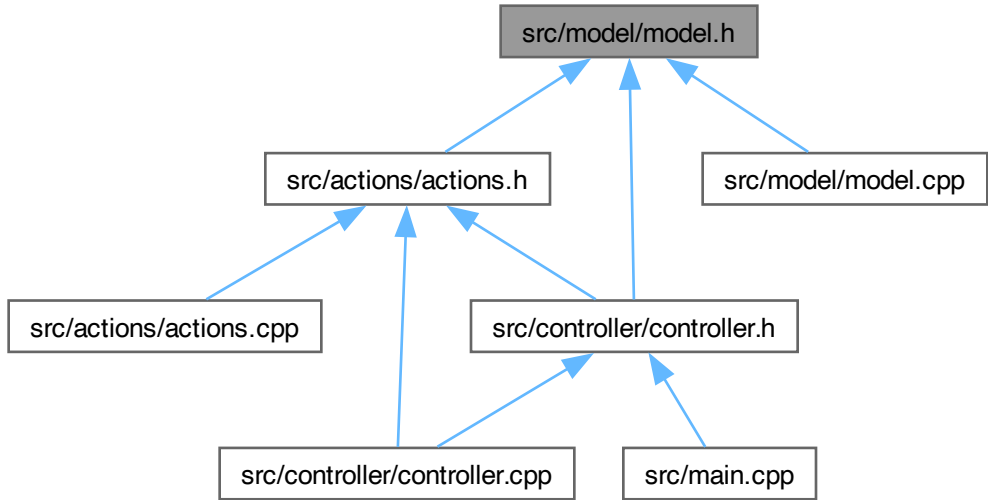 src/model/model.h
src/actions/actions.h
src/model/model.cpp
src/actions/actions.cpp
src/controller/controller.h
src/controller/controller.cpp
src/main.cpp